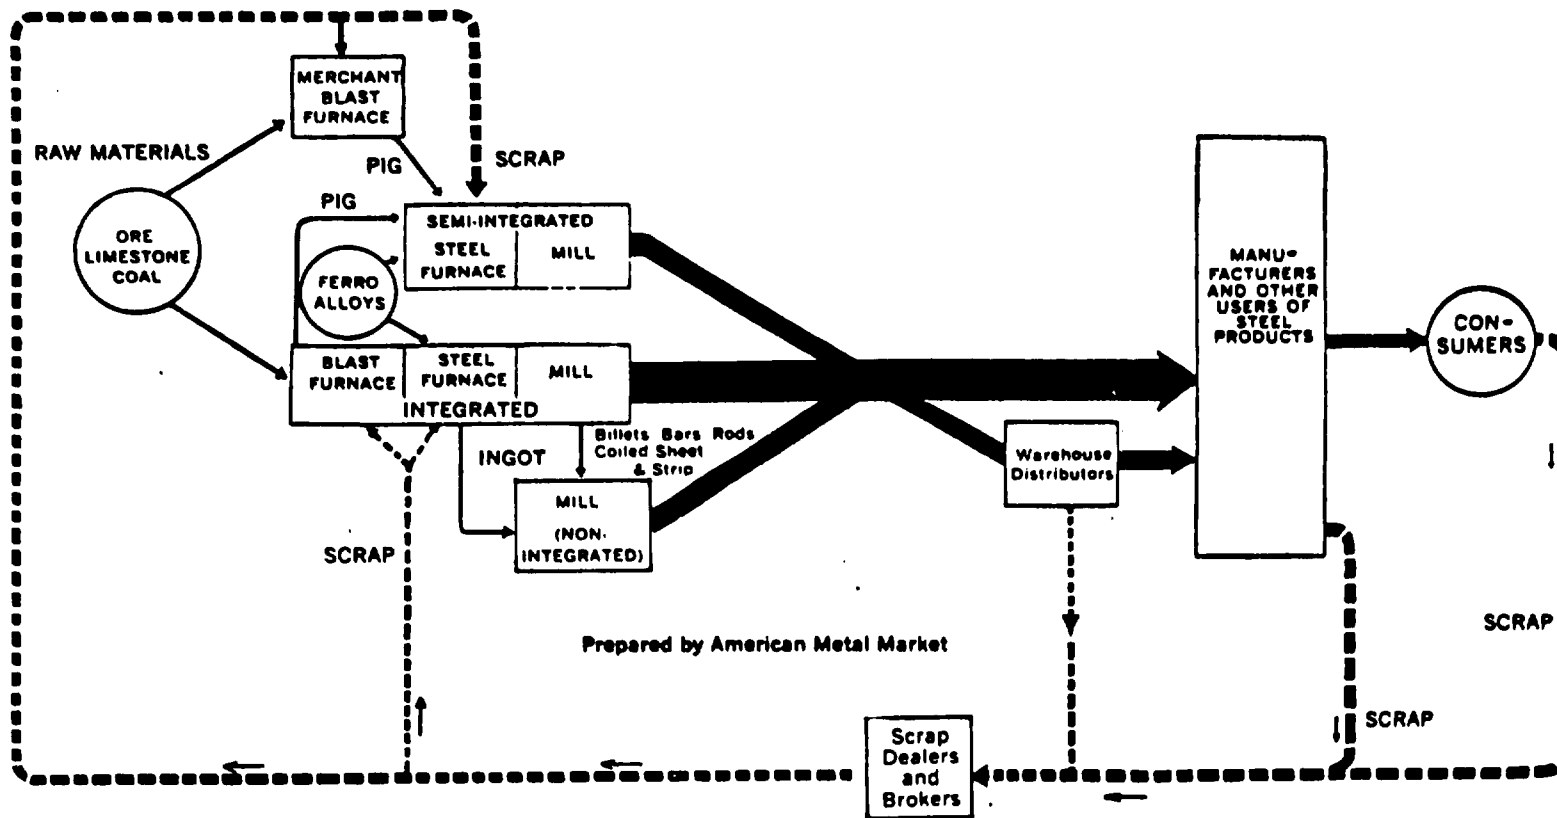 MERCHANT
BLAST
FURNACE
RAW MATERIALS
PIG
SCRAP
PIG
ORE
LIMESTONE
COAL
SEMI-INTEGRATED
STEEL
FURNACE
MILL
FERRO
ALLOYS
BLAST
FURNACE
STEEL
FURNACE
MILL
INTEGRATED
INGOT
Billets Bars Rods
Coiled Sheet
& Strip
MILL
(NON-
INTEGRATED)
SCRAP
Warehouse
Distributors
MANU-
FACTURERS
AND OTHER
USERS OF
STEEL
PRODUCTS
CON-
SUMERS
SCRAP
Prepared by American Metal Market
SCRAP
Scrap
Dealers
and
Brokers